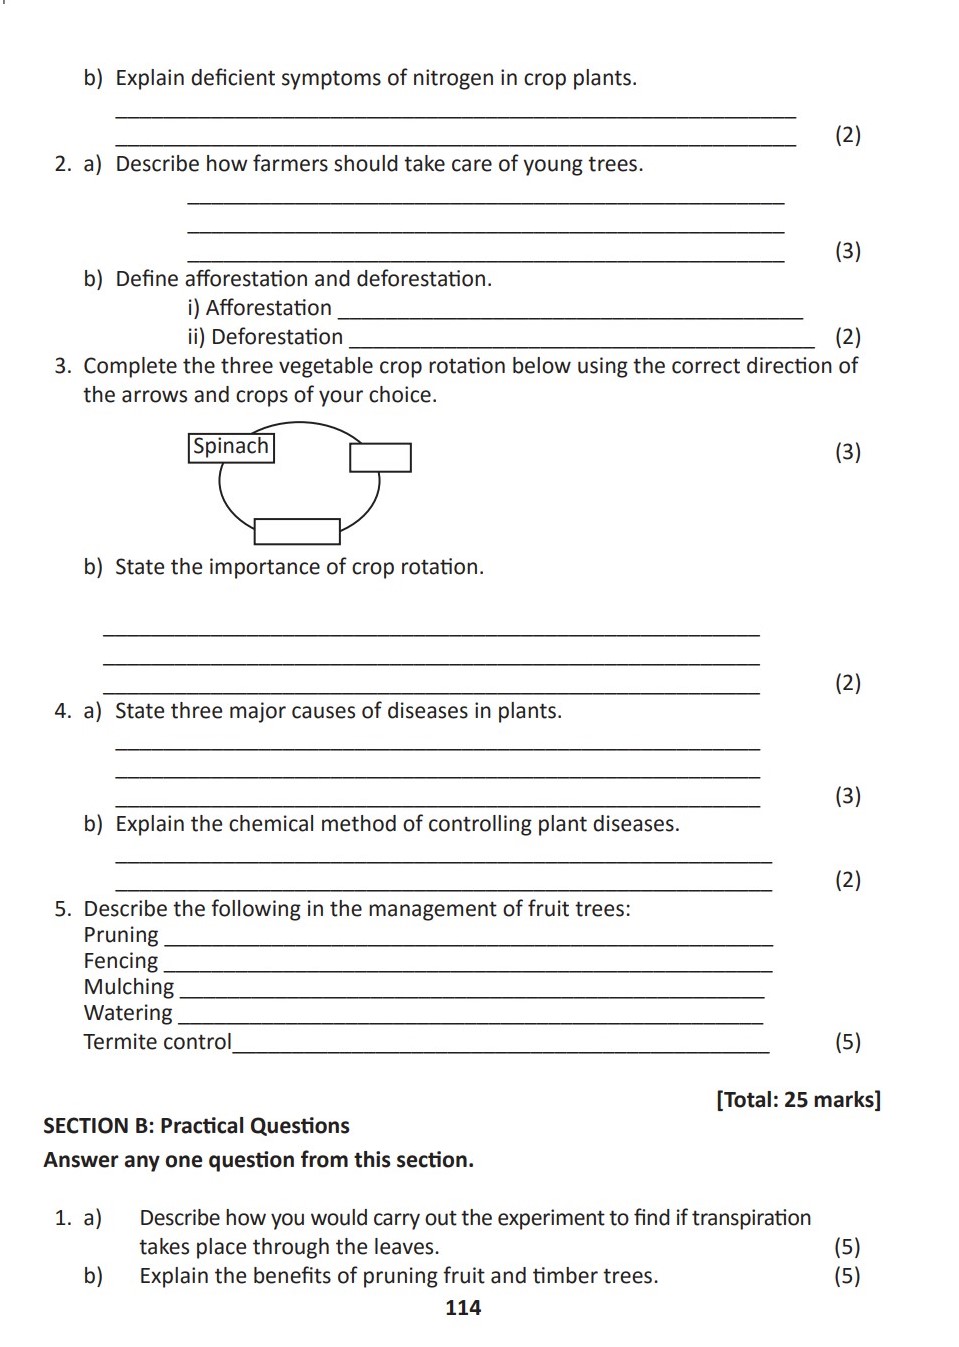 b) Explain deficient symptoms of nitrogen in crop plants.
(2)
2. a) Describe how farmers should take care of young trees.
(3)
b) Define afforestation and deforestation.
i) Afforestation
ii) Deforestation (2)
3. Complete the three vegetable crop rotation below using the correct direction of
the arrows and crops of your choice.
Spinach
(3)
b) State the importance of crop rotation.
(2)
4. a) State three major causes of diseases in plants.
(3)
b) Explain the chemical method of controlling plant diseases.
(2)
5. Describe the following in the management of fruit trees:
Pruning
Fencing
Mulching
Watering
Termite control (5)
[Total: 25 marks]
SECTION B: Practical Questions
Answer any one question from this section.
1. a) Describe how you would carry out the experiment to find if transpiration
takes place through the leaves. (5)
b) Explain the benefits of pruning fruit and timber trees. (5)
114